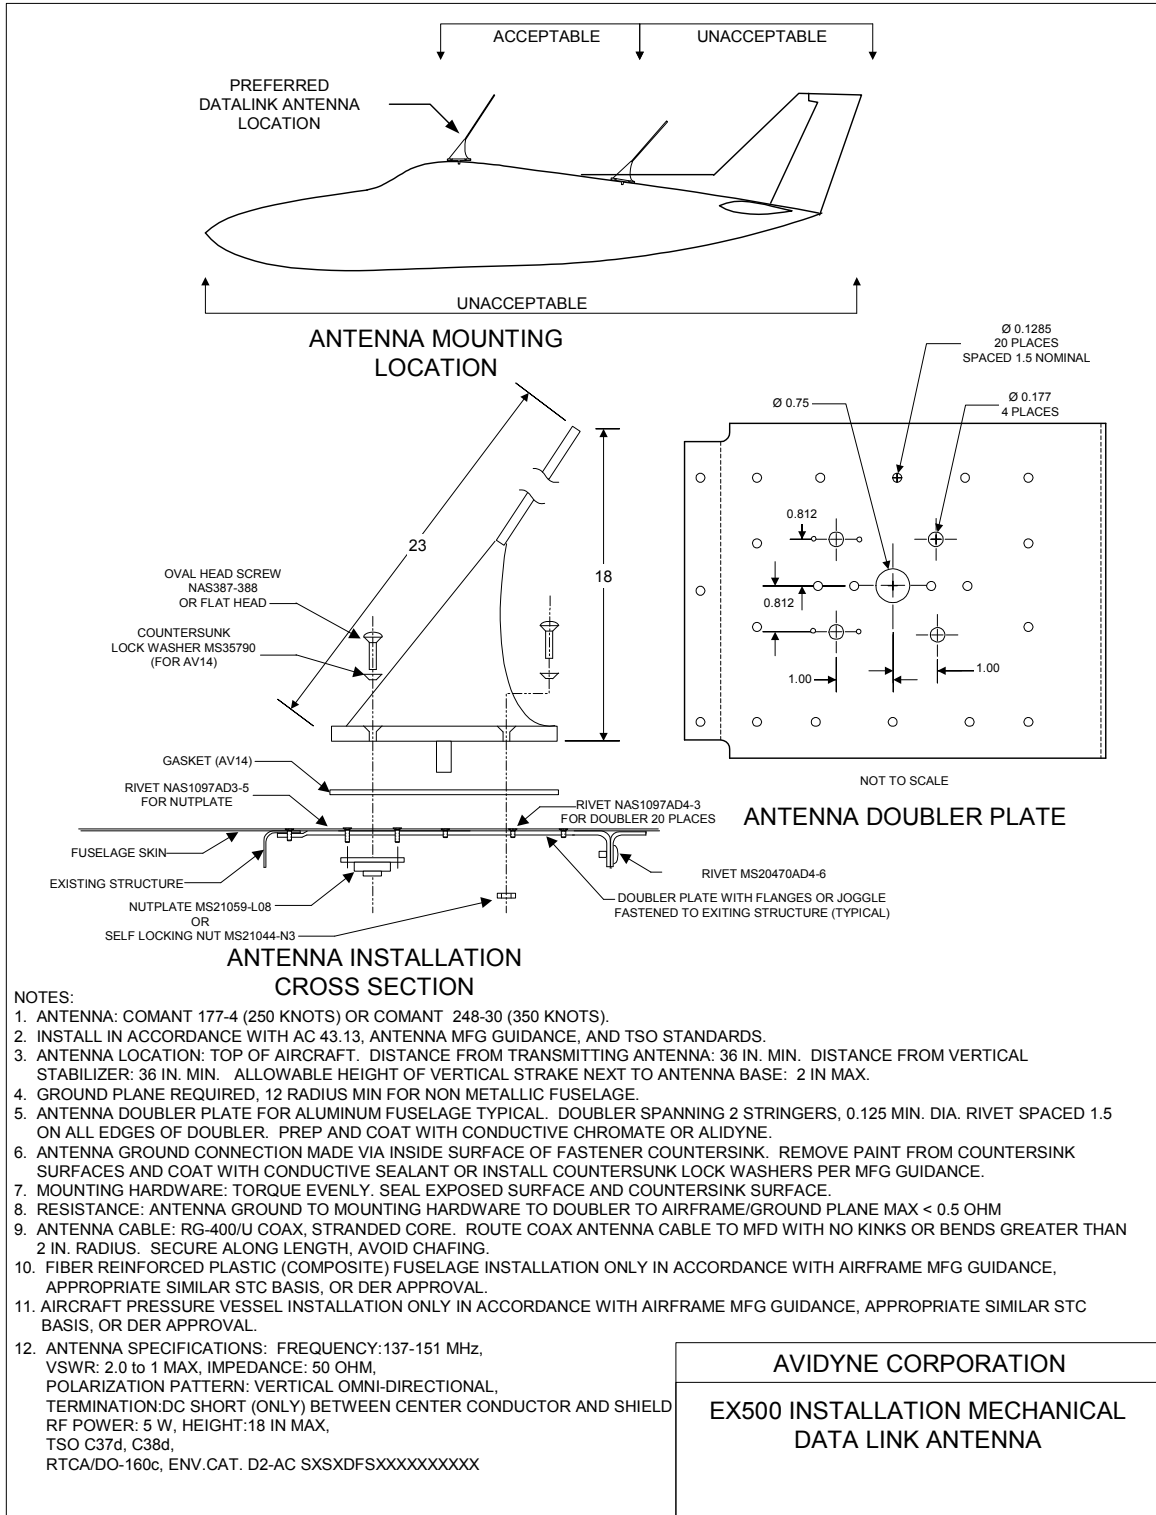 ACCEPTABLE
UNACCEPTABLE
PREFERRED
DATALINK ANTENNA
LOCATION
UNACCEPTABLE
ANTENNA MOUNTING
LOCATION
Ø 0.1285
20 PLACES
SPACED 1.5 NOMINAL
Ø 0.75
Ø 0.177
4 PLACES
0.812
0.812
1.00
1.00
NOT TO SCALE
ANTENNA DOUBLER PLATE
23
18
OVAL HEAD SCREW
NAS387-388
OR FLAT HEAD
COUNTERSUNK
LOCK WASHER MS35790
(FOR AV14)
GASKET (AV14)
RIVET NAS1097AD3-5
FOR NUTPLATE
RIVET NAS1097AD4-3
FOR DOUBLER 20 PLACES
FUSELAGE SKIN
EXISTING STRUCTURE
RIVET MS20470AD4-6
NUTPLATE MS21059-L08
OR
SELF LOCKING NUT MS21044-N3
DOUBLER PLATE WITH FLANGES OR JOGGLE
FASTENED TO EXITING STRUCTURE (TYPICAL)
ANTENNA INSTALLATION
CROSS SECTION
NOTES:
1. ANTENNA: COMANT 177-4 (250 KNOTS) OR COMANT 248-30 (350 KNOTS).
2. INSTALL IN ACCORDANCE WITH AC 43.13, ANTENNA MFG GUIDANCE, AND TSO STANDARDS.
3. ANTENNA LOCATION: TOP OF AIRCRAFT. DISTANCE FROM TRANSMITTING ANTENNA: 36 IN. MIN. DISTANCE FROM VERTICAL
STABILIZER: 36 IN. MIN. ALLOWABLE HEIGHT OF VERTICAL STRAKE NEXT TO ANTENNA BASE: 2 IN MAX.
4. GROUND PLANE REQUIRED, 12 RADIUS MIN FOR NON METALLIC FUSELAGE.
5. ANTENNA DOUBLER PLATE FOR ALUMINUM FUSELAGE TYPICAL. DOUBLER SPANNING 2 STRINGERS, 0.125 MIN. DIA. RIVET SPACED 1.5
ON ALL EDGES OF DOUBLER. PREP AND COAT WITH CONDUCTIVE CHROMATE OR ALIDYNE.
6. ANTENNA GROUND CONNECTION MADE VIA INSIDE SURFACE OF FASTENER COUNTERSINK. REMOVE PAINT FROM COUNTERSINK
SURFACES AND COAT WITH CONDUCTIVE SEALANT OR INSTALL COUNTERSUNK LOCK WASHERS PER MFG GUIDANCE.
7. MOUNTING HARDWARE: TORQUE EVENLY. SEAL EXPOSED SURFACE AND COUNTERSINK SURFACE.
8. RESISTANCE: ANTENNA GROUND TO MOUNTING HARDWARE TO DOUBLER TO AIRFRAME/GROUND PLANE MAX < 0.5 OHM
9. ANTENNA CABLE: RG-400/U COAX, STRANDED CORE. ROUTE COAX ANTENNA CABLE TO MFD WITH NO KINKS OR BENDS GREATER THAN
2 IN. RADIUS. SECURE ALONG LENGTH, AVOID CHAFING.
10. FIBER REINFORCED PLASTIC (COMPOSITE) FUSELAGE INSTALLATION ONLY IN ACCORDANCE WITH AIRFRAME MFG GUIDANCE,
APPROPRIATE SIMILAR STC BASIS, OR DER APPROVAL.
11. AIRCRAFT PRESSURE VESSEL INSTALLATION ONLY IN ACCORDANCE WITH AIRFRAME MFG GUIDANCE, APPROPRIATE SIMILAR STC
BASIS, OR DER APPROVAL.
12. ANTENNA SPECIFICATIONS: FREQUENCY:137-151 MHz,
VSWR: 2.0 to 1 MAX, IMPEDANCE: 50 OHM,
POLARIZATION PATTERN: VERTICAL OMNI-DIRECTIONAL,
TERMINATION:DC SHORT (ONLY) BETWEEN CENTER CONDUCTOR AND SHIELD
RF POWER: 5 W, HEIGHT:18 IN MAX,
TSO C37d, C38d,
RTCA/DO-160c, ENV.CAT. D2-AC SXSXDFSXXXXXXXXXX
AVIDYNE CORPORATION
EX500 INSTALLATION MECHANICAL
DATA LINK ANTENNA